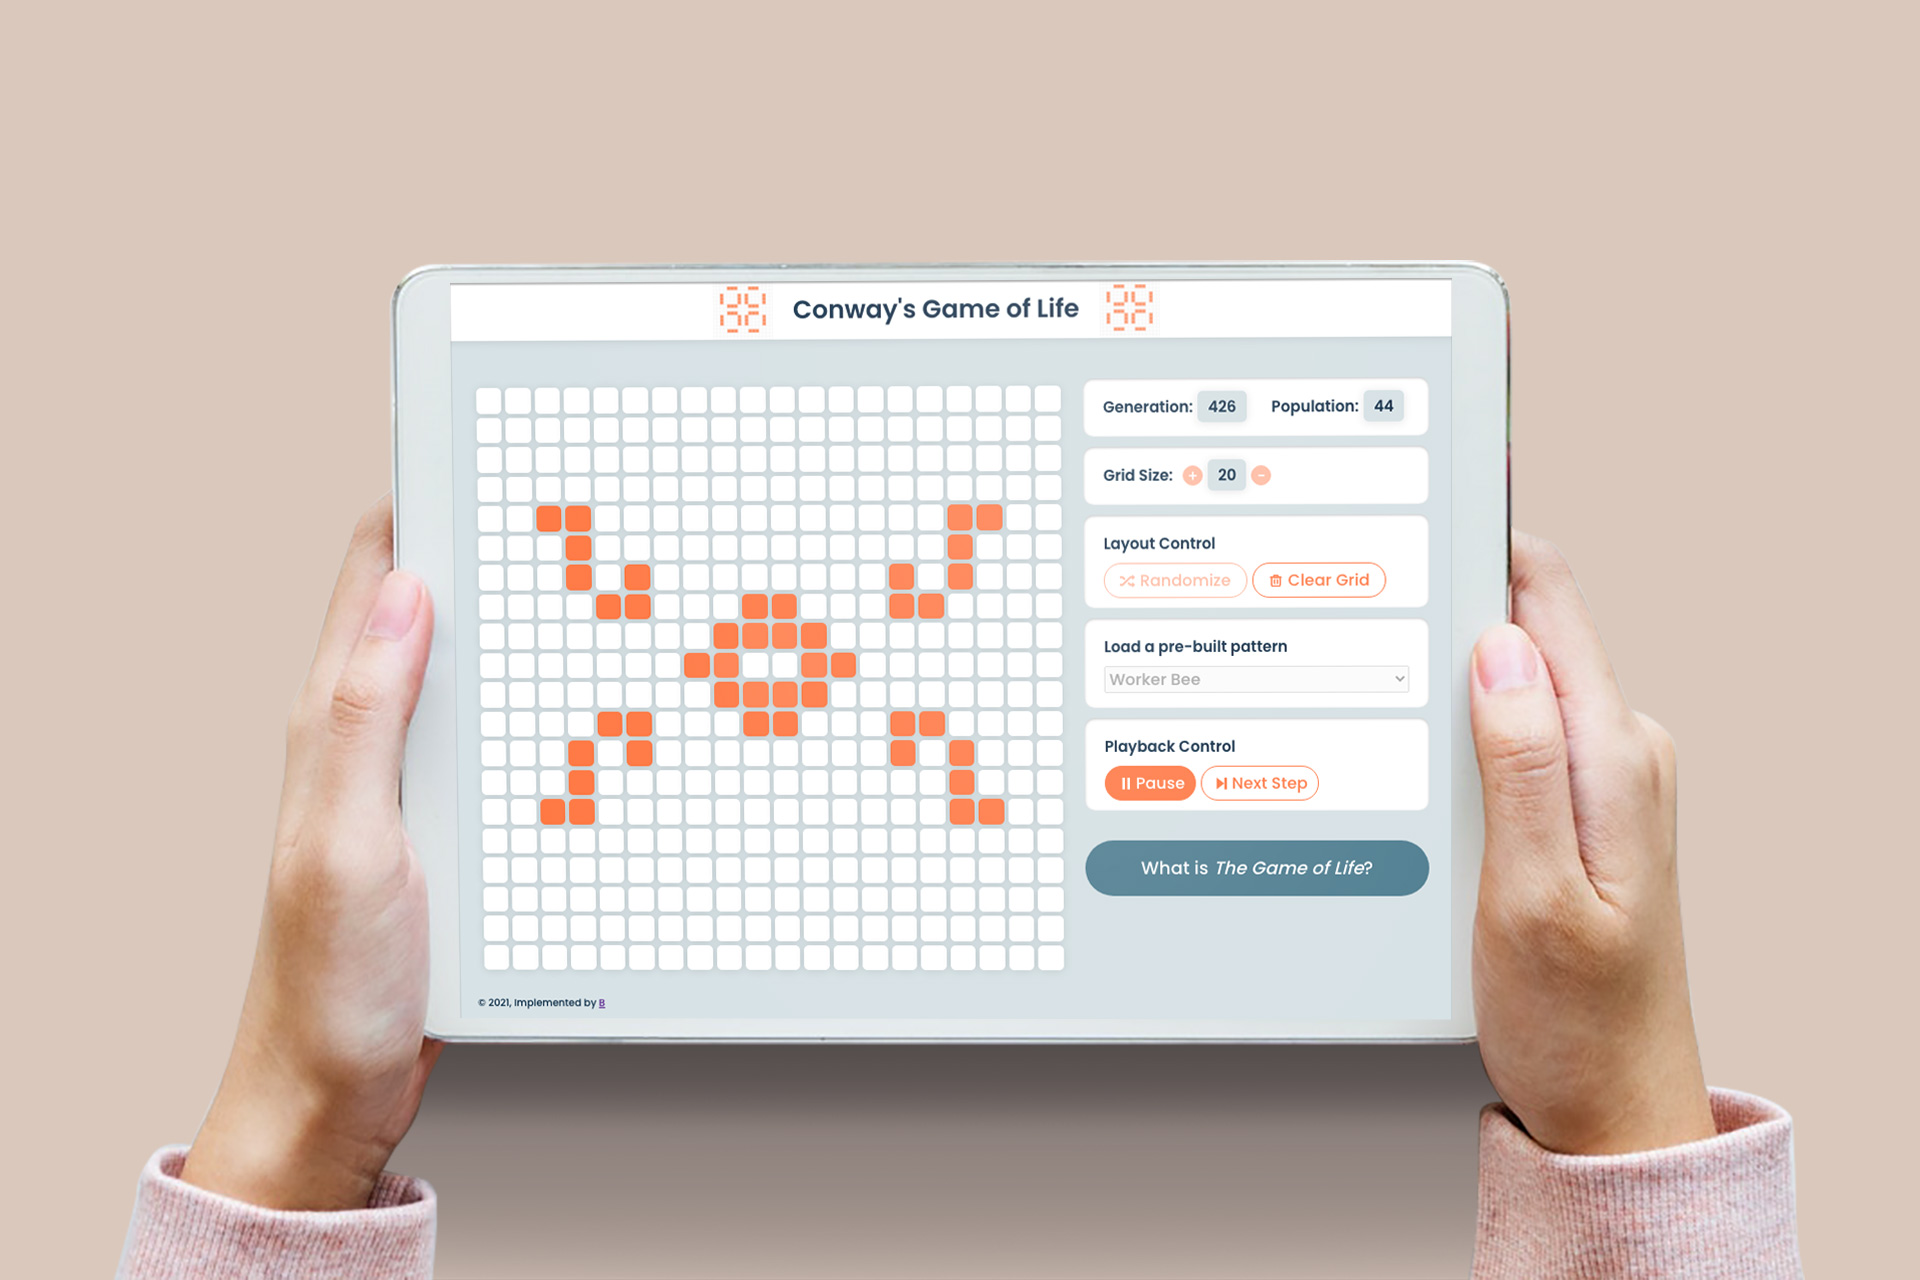 Conway's Game of Life
Generation: 426 Population: 44
Grid Size: + 20 -
Layout Control
Randomize Clear Grid
Load a pre-built pattern
Worker Bee
Playback Control
Pause Next Step
What is The Game of Life?
© 2021, Implemented by B